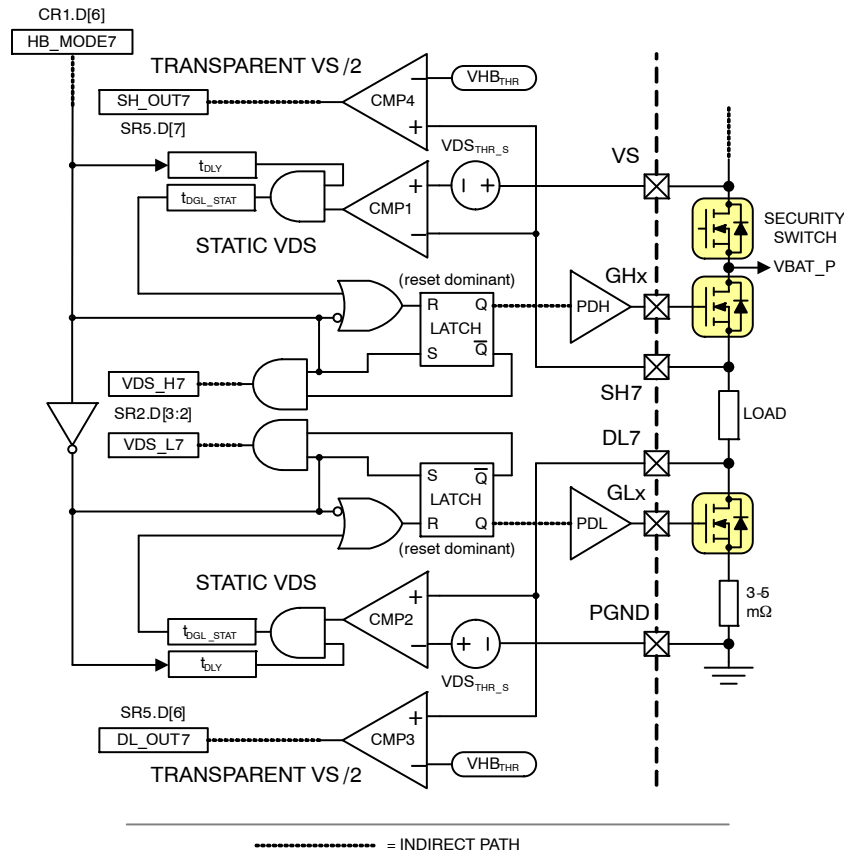 CR1.D[6]
HB_MODE7
TRANSPARENT VS/2
SH_OUT7
SR5.D[7]
CMP4
VHBTHR
VS
tDLY
tDGL_STAT
CMP1
VDSTHR_S
STATIC VDS
SECURITY
SWITCH
VBAT_P
(reset dominant)
GHx
R
Q
LATCH
S
Q
PDH
VDS_H7
SR2.D[3:2]
VDS_L7
SH7
LOAD
DL7
S
Q
LATCH
R
Q
(reset dominant)
GLx
PDL
STATIC VDS
CMP2
PGND
3-5
mΩ
tDGL_STAT
tDLY
VDSTHR_S
SR5.D[6]
DL_OUT7
CMP3
VHBTHR
TRANSPARENT VS/2
= INDIRECT PATH